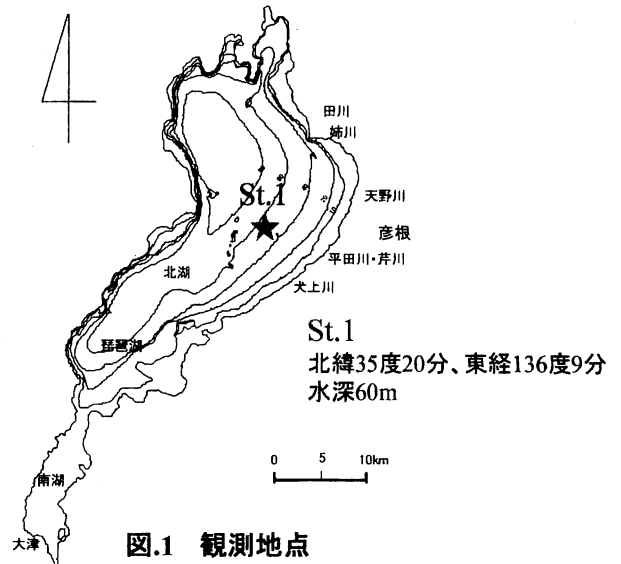 田川
姉川
St.1
天野川
彦根
平田川・芹川
北湖
犬上川
St.1
北緯35度20分、東経136度9分
水深60m
琵琶湖
0 5 10km
南湖
大津
図.1 観測地点